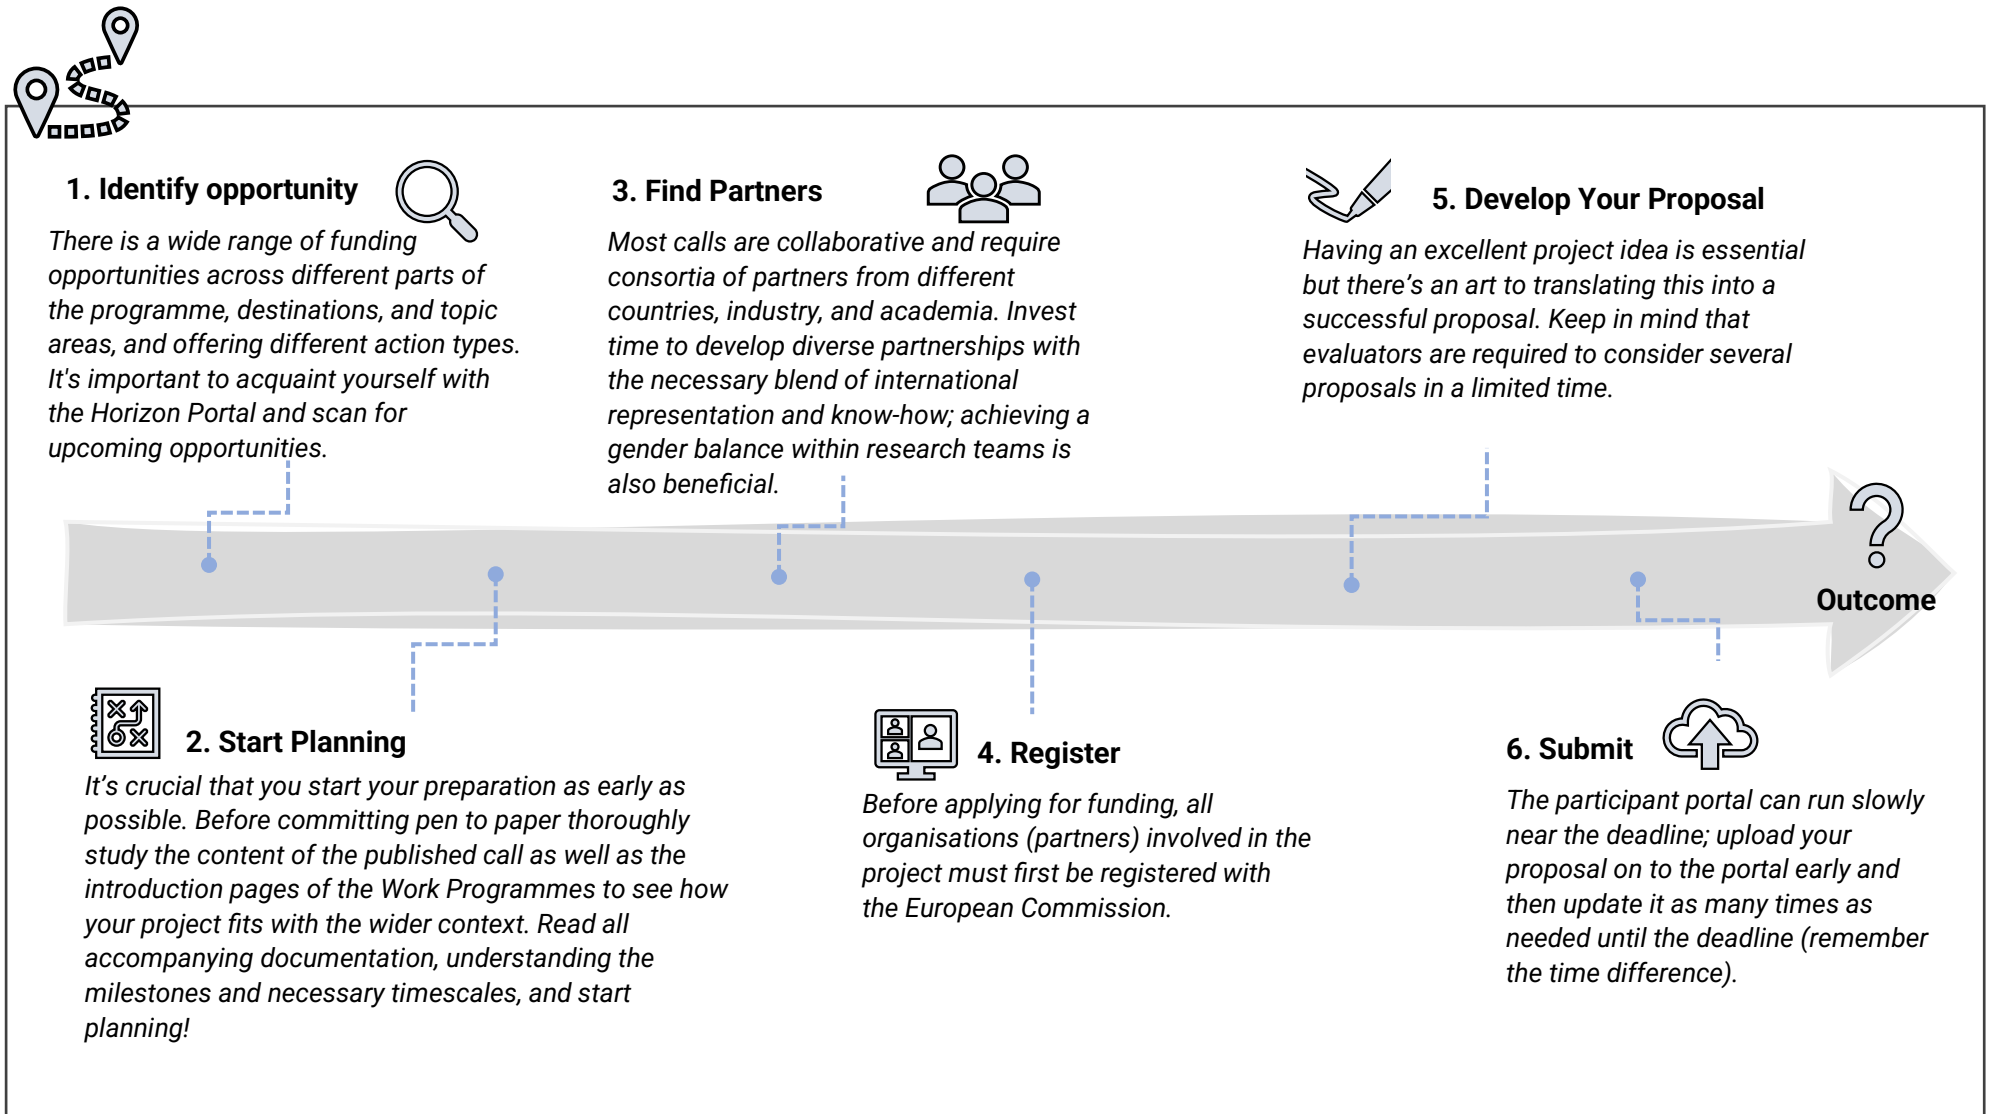 1. Identify opportunity
There is a wide range of funding
opportunities across different parts of
the programme, destinations, and topic
areas, and offering different action types.
It's important to acquaint yourself with
the Horizon Portal and scan for
upcoming opportunities.
3. Find Partners
Most calls are collaborative and require
consortia of partners from different
countries, industry, and academia. Invest
time to develop diverse partnerships with
the necessary blend of international
representation and know-how; achieving a
gender balance within research teams is
also beneficial.
5. Develop Your Proposal
Having an excellent project idea is essential
but there’s an art to translating this into a
successful proposal. Keep in mind that
evaluators are required to consider several
proposals in a limited time.
?
Outcome
2. Start Planning
It’s crucial that you start your preparation as early as
possible. Before committing pen to paper thoroughly
study the content of the published call as well as the
introduction pages of the Work Programmes to see how
your project fits with the wider context. Read all
accompanying documentation, understanding the
milestones and necessary timescales, and start
planning!
4. Register
Before applying for funding, all
organisations (partners) involved in the
project must first be registered with
the European Commission.
6. Submit
The participant portal can run slowly
near the deadline; upload your
proposal on to the portal early and
then update it as many times as
needed until the deadline (remember
the time difference).